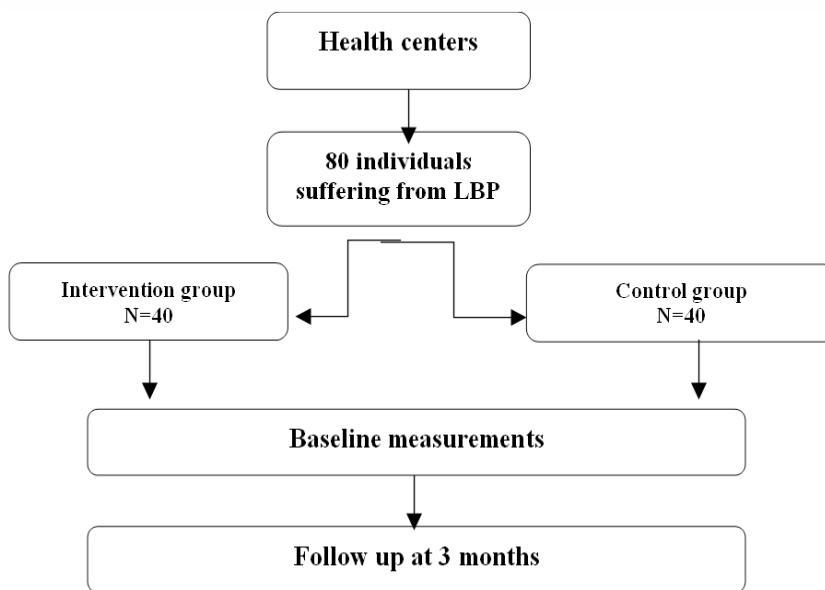 Health centers
80 individuals
suffering from LBP
Intervention group
N=40
Control group
N=40
Baseline measurements
Follow up at 3 months